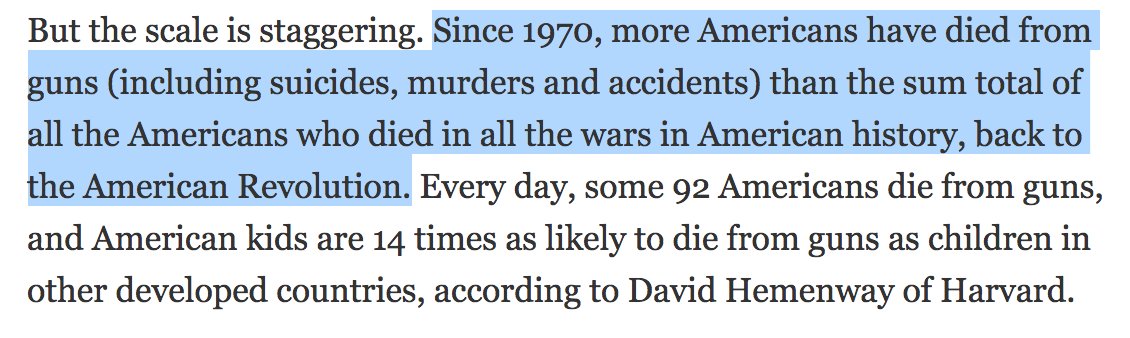 But the scale is staggering. Since 1970, more Americans have died from
guns (including suicides, murders and accidents) than the sum total of
all the Americans who died in all the wars in American history, back to
the American Revolution. Every day, some 92 Americans die from guns,
and American kids are 14 times as likely to die from guns as children in
other developed countries, according to David Hemenway of Harvard.